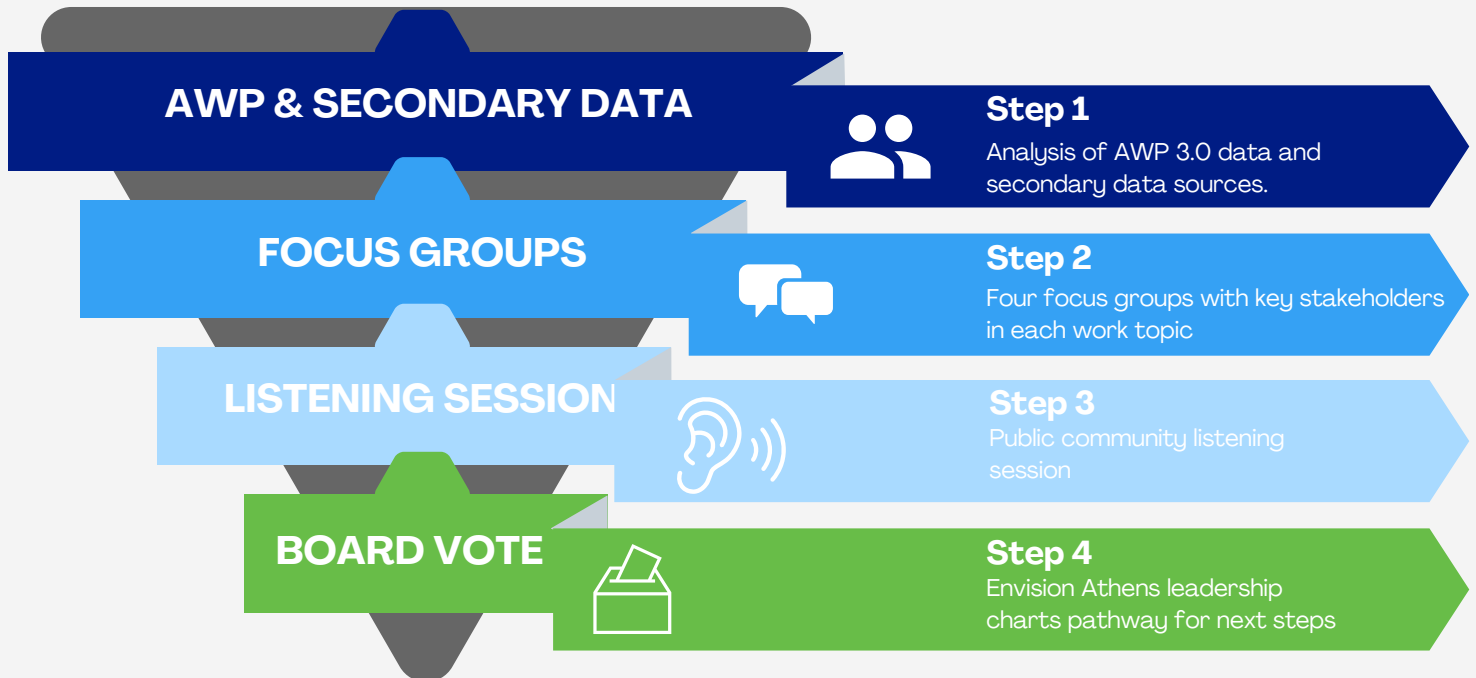 AWP & SECONDARY DATA
Step 1
Analysis of AWP 3.0 data and
secondary data sources.
FOCUS GROUPS
Step 2
Four focus groups with key stakeholders
in each work topic
LISTENING SESSION
Step 3
Public community listening
session
BOARD VOTE
Step 4
Envision Athens leadership
charts pathway for next steps